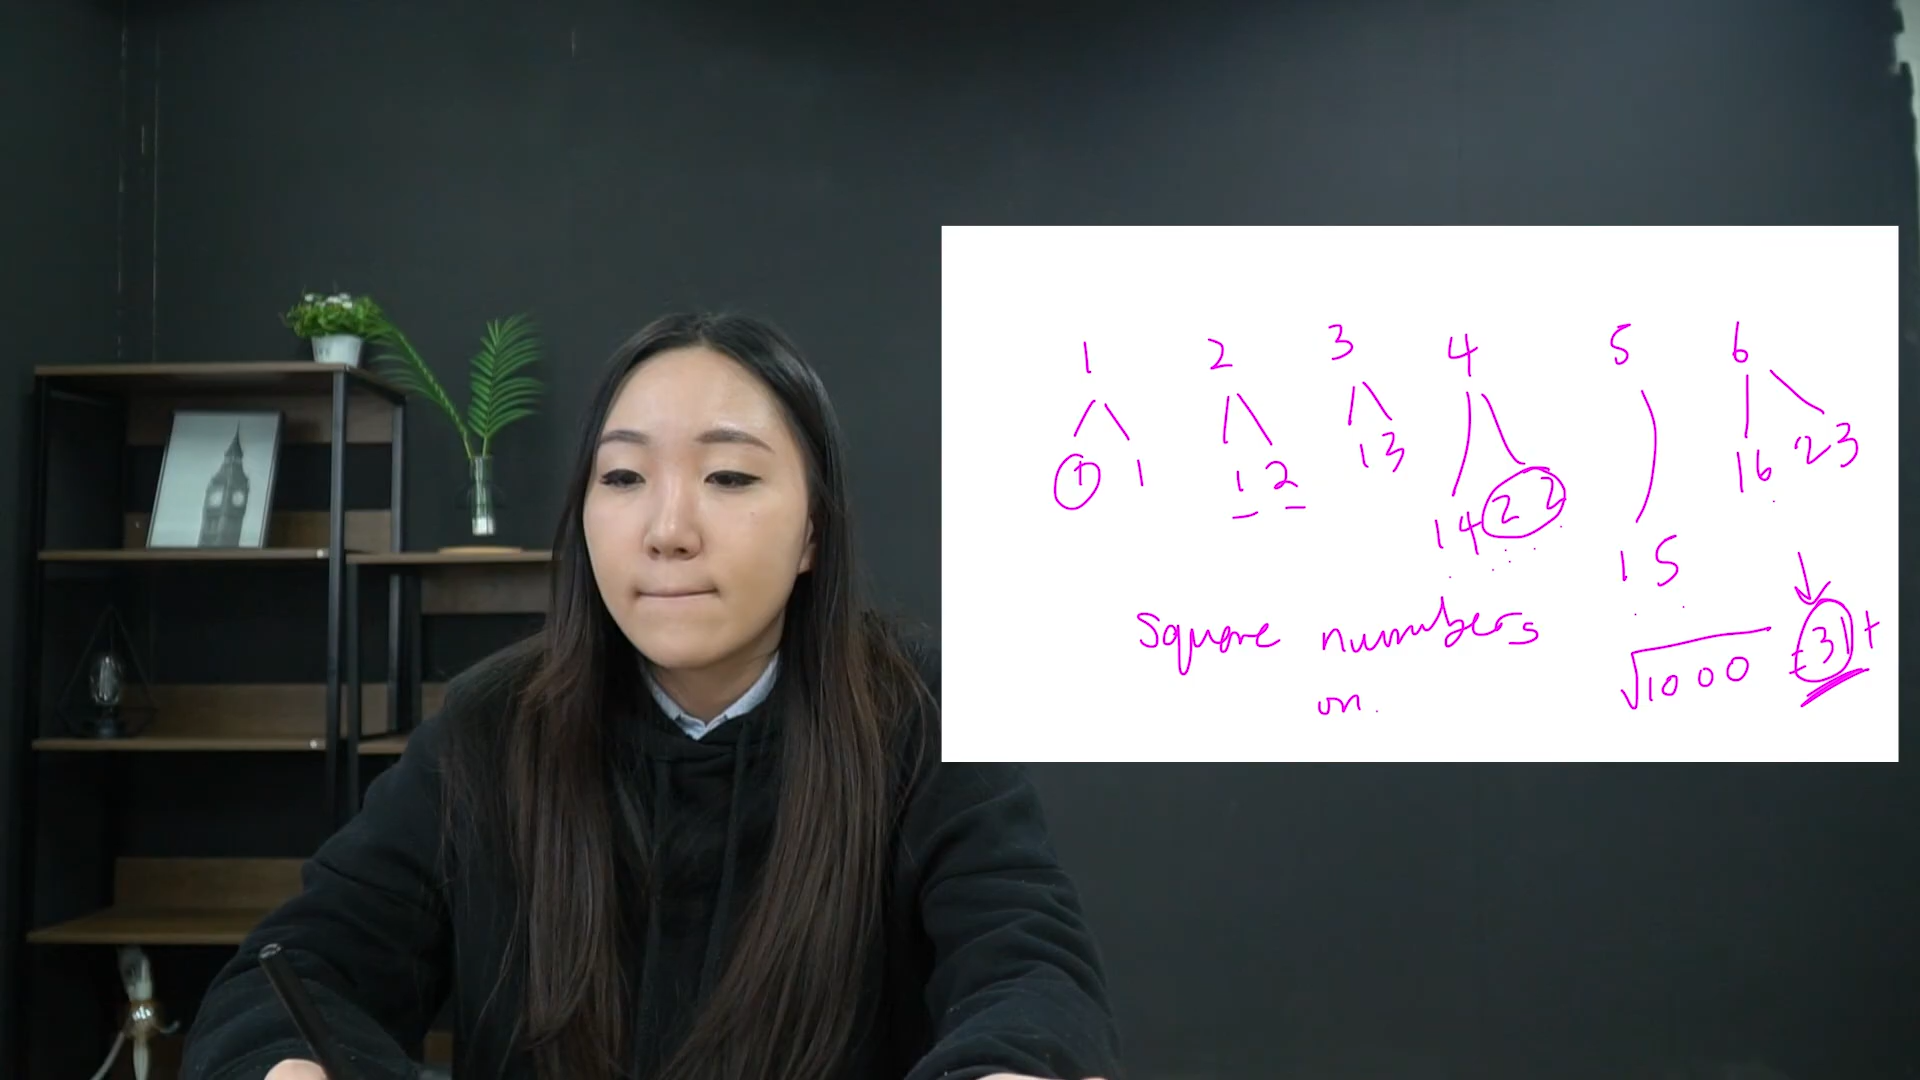 1 2 3 4 5 6
1 1 1 2 1 3 1 4 2 2 1 5 1 6 2 3
square numbers
on.
√1000 = 31 +